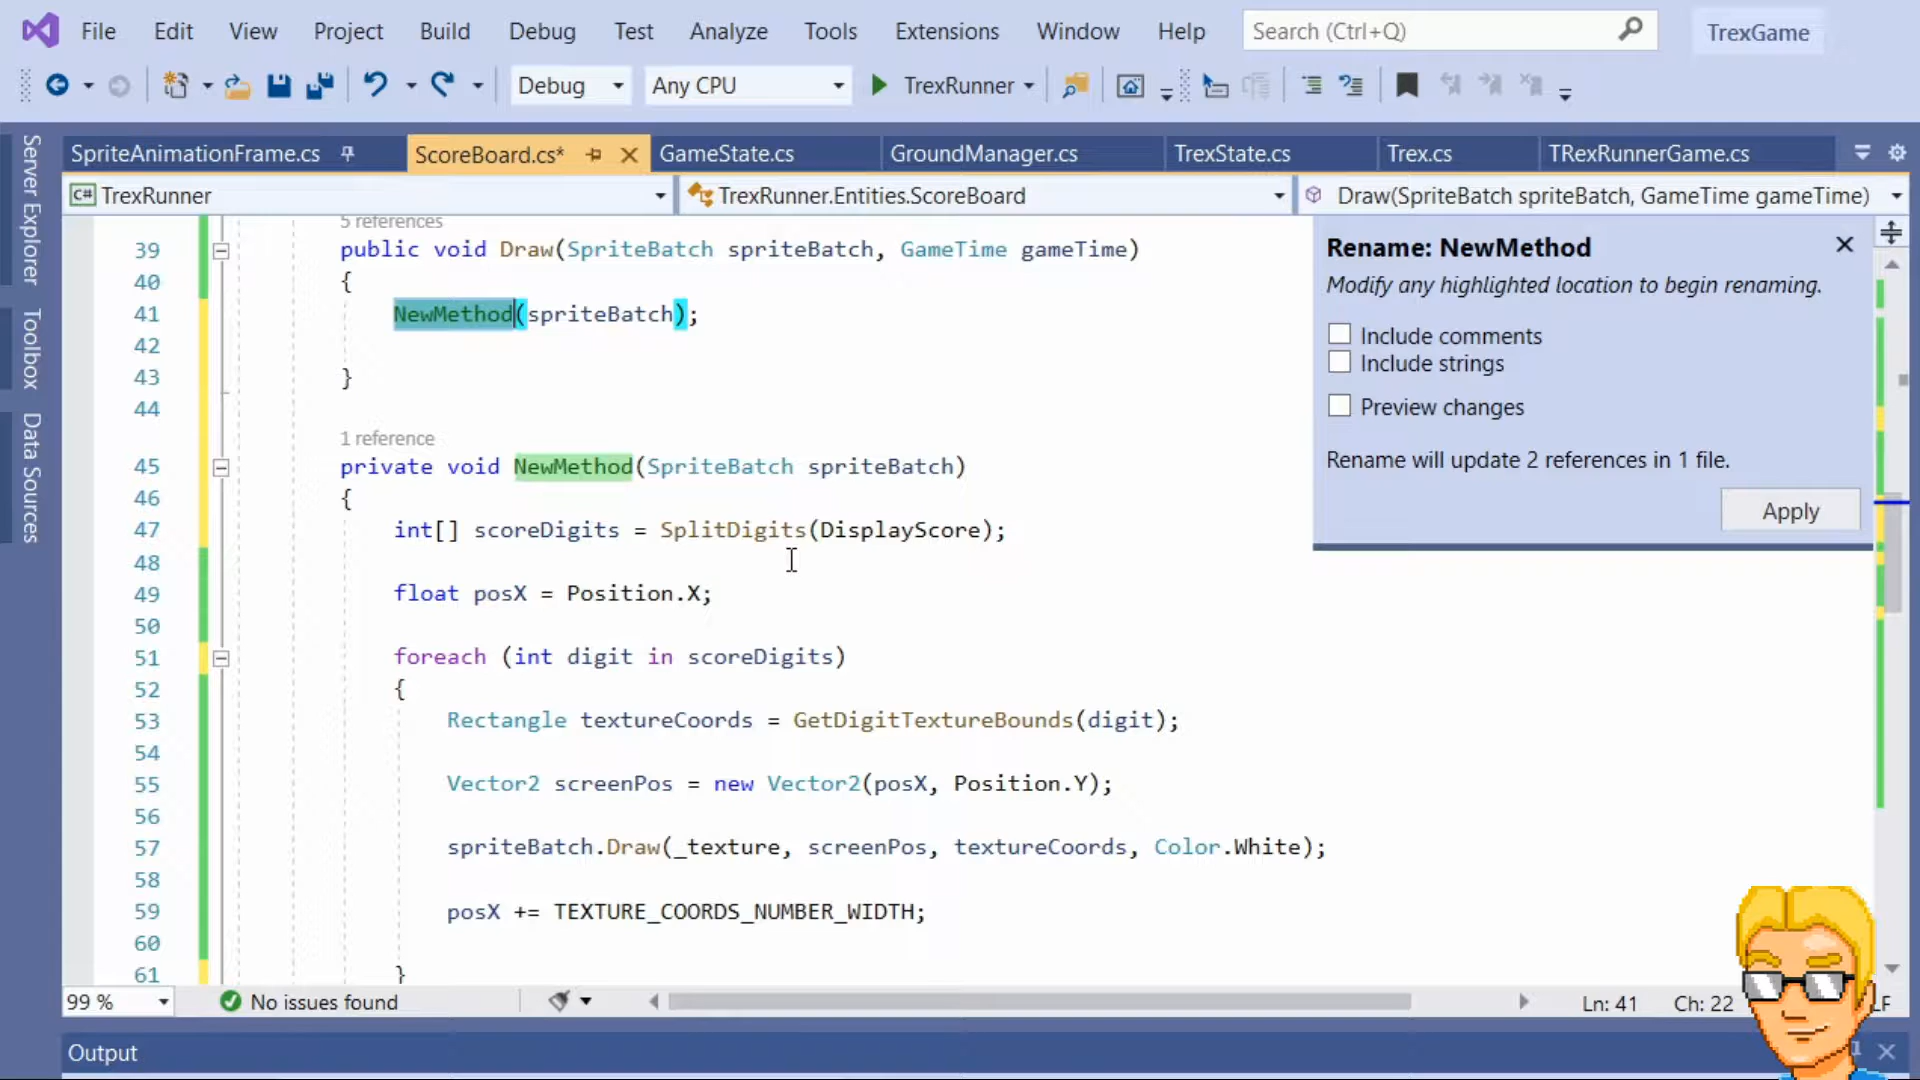 File Edit View Project Build Debug Test Analyze Tools Extensions Window Help Search (Ctrl+Q) TrexGame
Debug Any CPU TrexRunner
SpriteAnimationFrame.cs ScoreBoard.cs* GameState.cs GroundManager.cs TrexState.cs Trex.cs TRexRunnerGame.cs
C# TrexRunner TrexRunner.Entities.ScoreBoard Draw(SpriteBatch spriteBatch, GameTime gameTime)
Server Explorer
Toolbox
Data Sources
5 references
39 public void Draw(SpriteBatch spriteBatch, GameTime gameTime)
40 {
41 NewMethod(spriteBatch);
42
43 }
44
1 reference
45 private void NewMethod(SpriteBatch spriteBatch)
46 {
47 int[] scoreDigits = SplitDigits(DisplayScore);
48
49 float posX = Position.X;
50
51 foreach (int digit in scoreDigits)
52 {
53 Rectangle textureCoords = GetDigitTextureBounds(digit);
54
55 Vector2 screenPos = new Vector2(posX, Position.Y);
56
57 spriteBatch.Draw(_texture, screenPos, textureCoords, Color.White);
58
59 posX += TEXTURE_COORDS_NUMBER_WIDTH;
60
61 }
Rename: NewMethod
Modify any highlighted location to begin renaming.
Include comments
Include strings
Preview changes
Rename will update 2 references in 1 file.
Apply
99 % No issues found Ln: 41 Ch: 22
Output